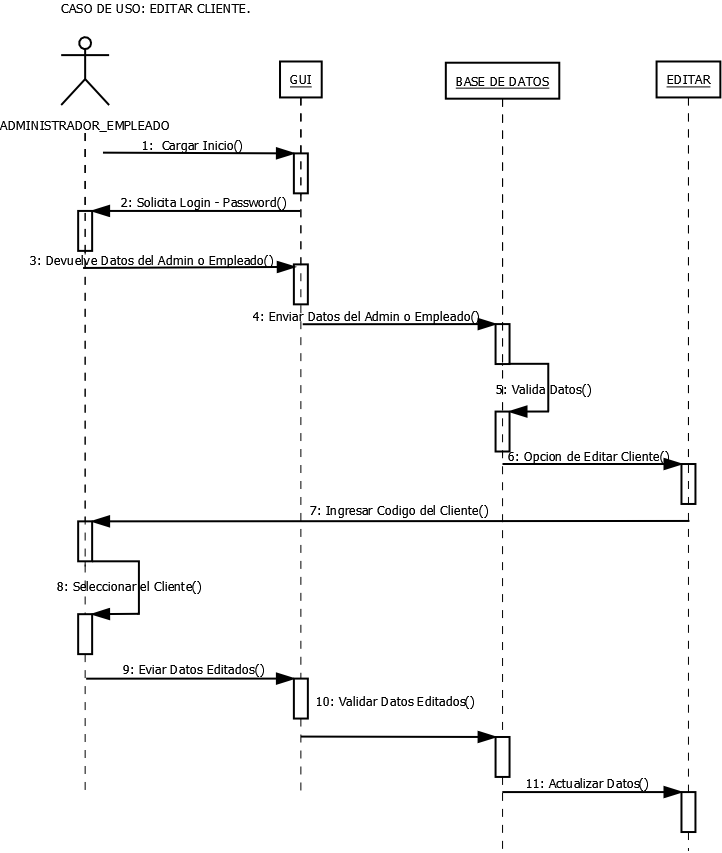 CASO DE USO: EDITAR CLIENTE.
GUI
BASE DE DATOS
EDITAR
ADMINISTRADOR_EMPLEADO
1: Cargar Inicio()
2: Solicita Login - Password()
3: Devuelve Datos del Admin o Empleado()
4: Enviar Datos del Admin o Empleado()
5: Valida Datos()
6: Opcion de Editar Cliente()
7: Ingresar Codigo del Cliente()
8: Seleccionar el Cliente()
9: Eviar Datos Editados()
10: Validar Datos Editados()
11: Actualizar Datos()